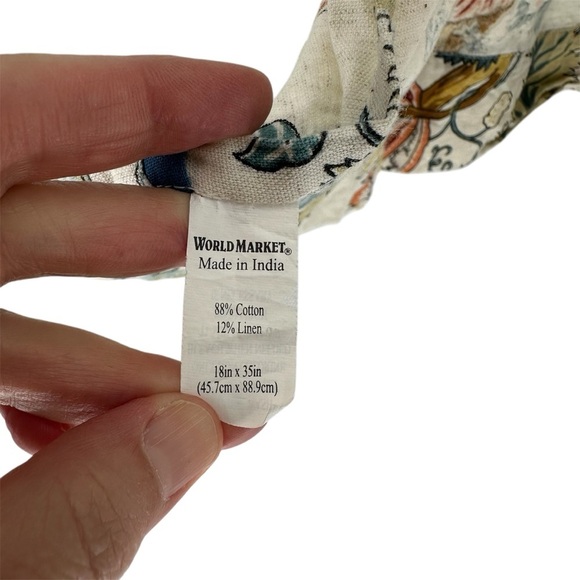 WORLD MARKET®
Made in India
88% Cotton
12% Linen
18in x 35in
(45.7cm x 88.9cm)